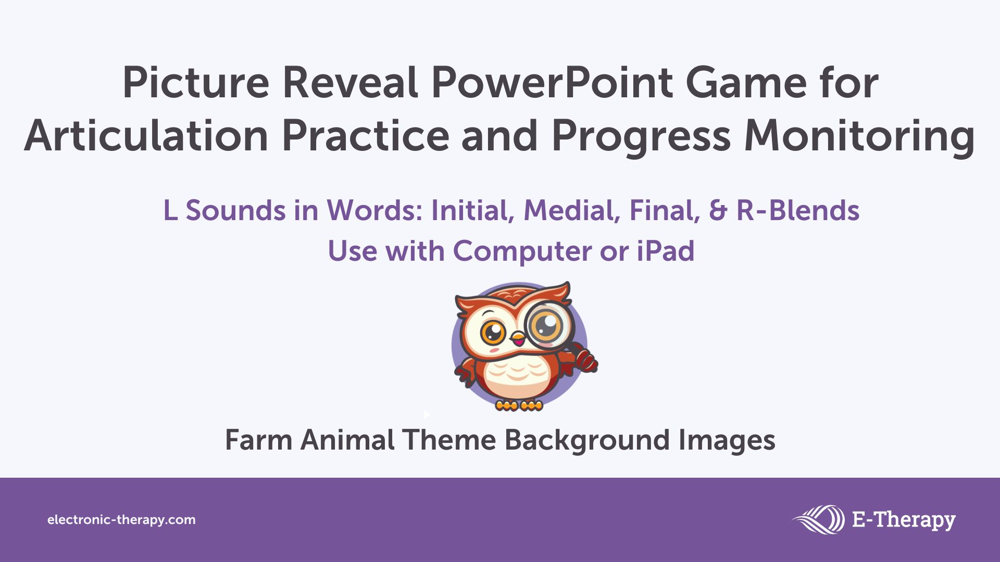 Picture Reveal PowerPoint Game for
Articulation Practice and Progress Monitoring
L Sounds in Words: Initial, Medial, Final, & R-Blends
Use with Computer or iPad
Farm Animal Theme Background Images
electronic-therapy.com
E-Therapy